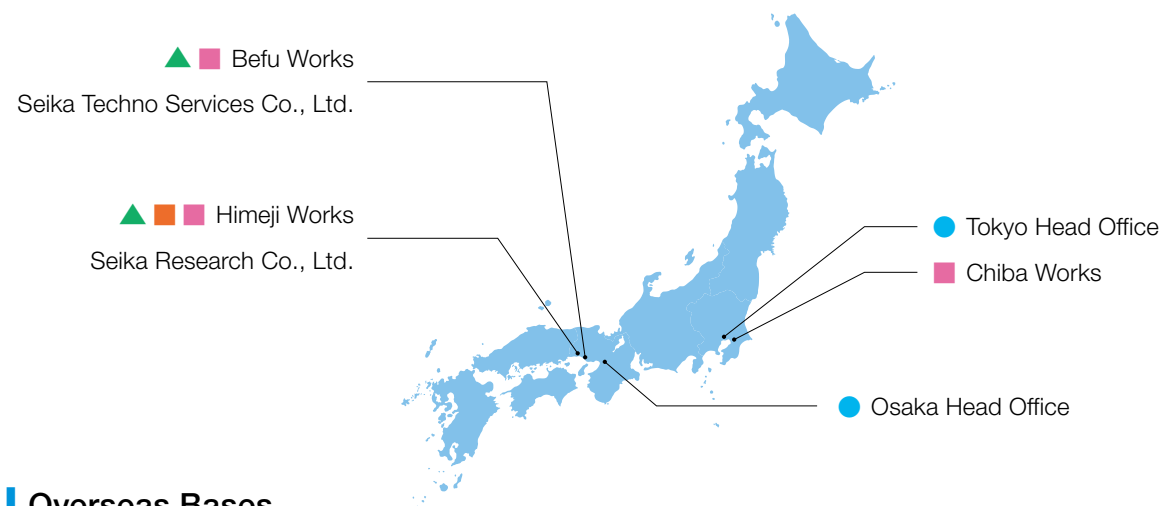 Befu Works
Seika Techno Services Co., Ltd.
Himeji Works
Seika Research Co., Ltd.
Tokyo Head Office
Chiba Works
Osaka Head Office
Overseas Bases